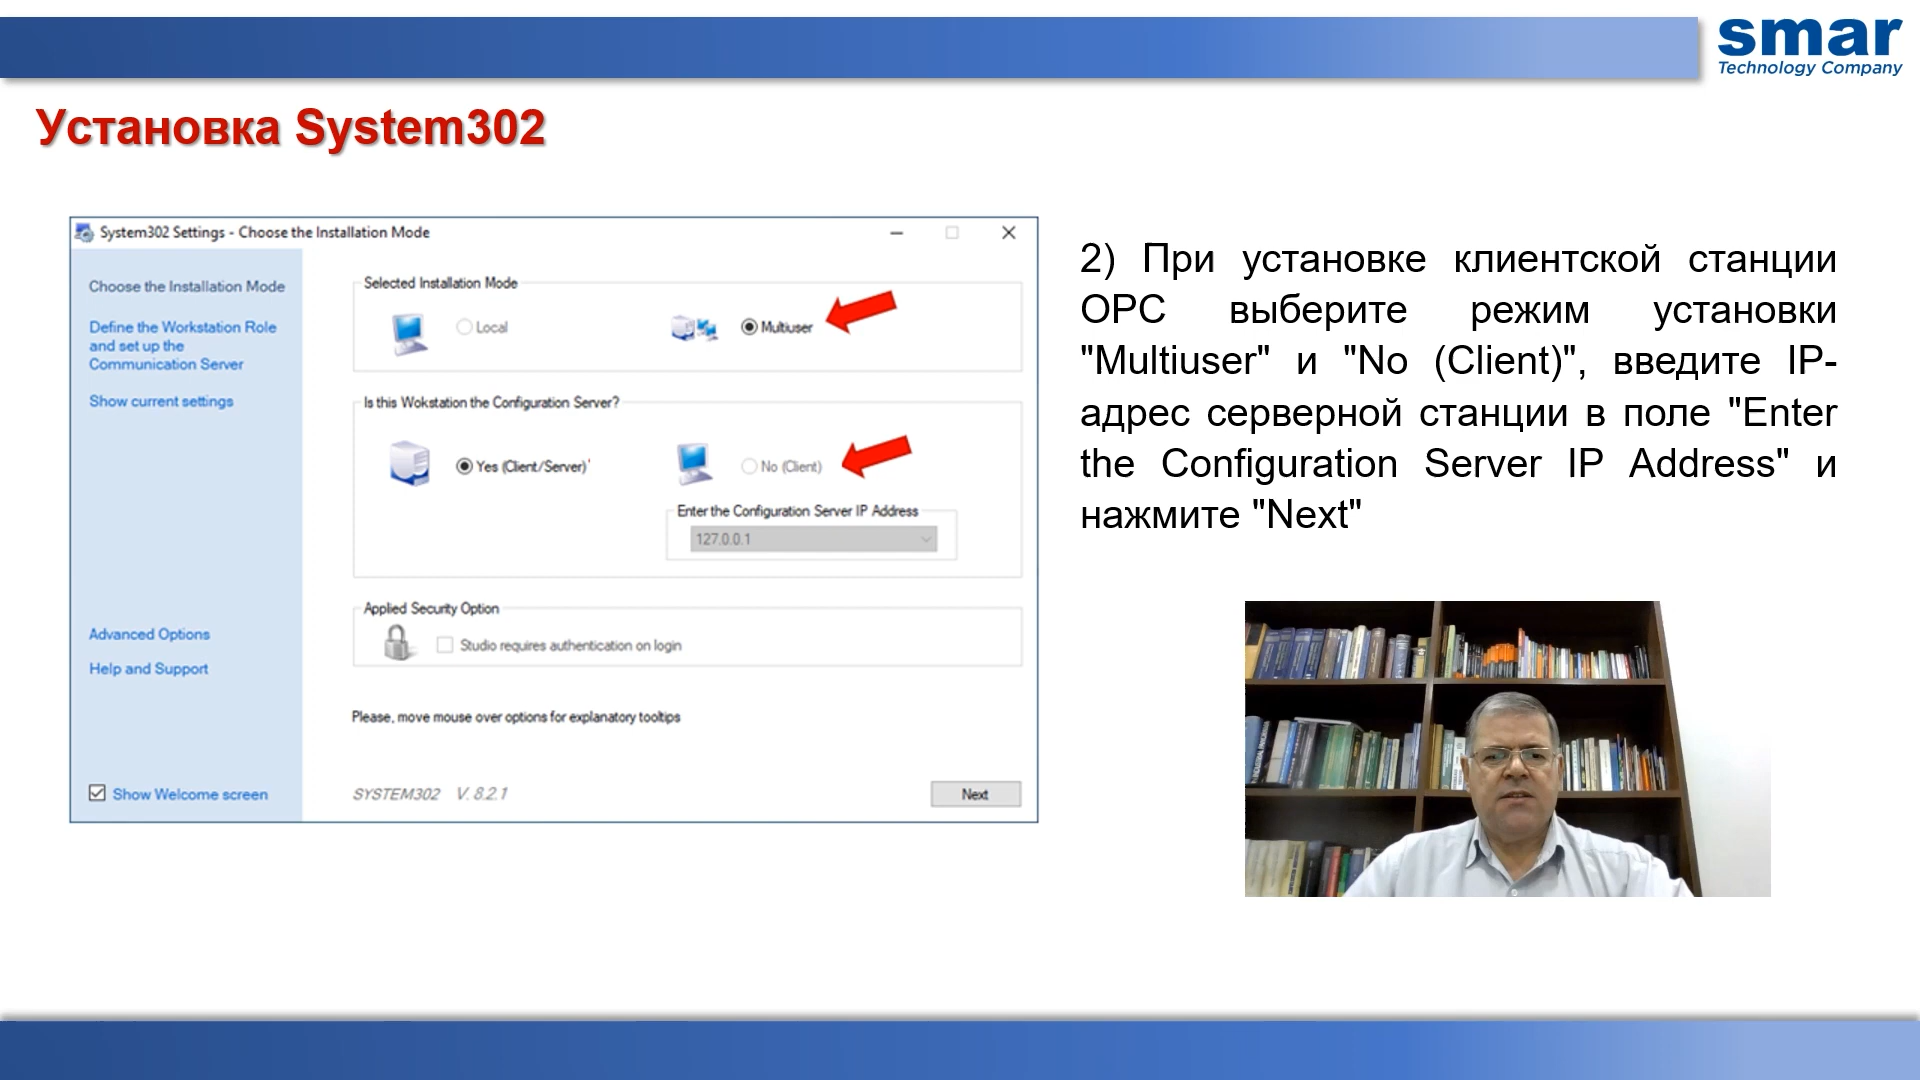 smar
Technology Company
Установка System302
System302 Settings - Choose the Installation Mode
Choose the Installation Mode
Define the Workstation Role
and set up the
Communication Server
Show current settings
Advanced Options
Help and Support
Show Welcome screen
Selected Installation Mode
Local
Multiuser
Is this Wokstation the Configuration Server?
Yes (Client/Server)
No (Client)
Enter the Configuration Server IP Address
127.0.0.1
Applied Security Option
Studio requires authentication on login
Please, move mouse over options for explanatory tooltips
SYSTEM302 V. 8.2.1
Next
2) При установке клиентской станции
OPC выберите режим установки
"Multiuser" и "No (Client)", введите IP-
адрес серверной станции в поле "Enter
the Configuration Server IP Address" и
нажмите "Next"